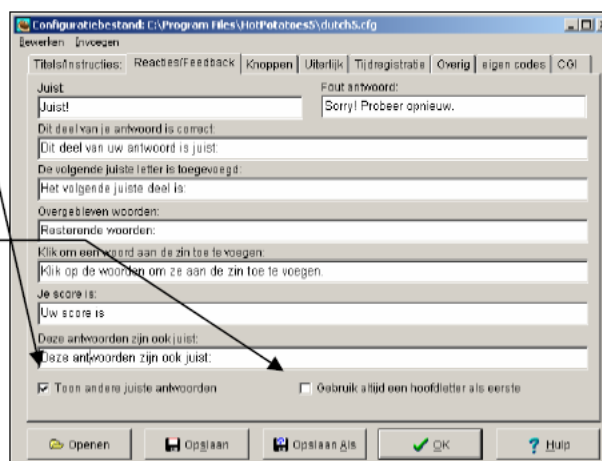 Configuratiebestand: C:\Program Files\HotPotatoes5\dutch5.cfg
Bewerken Invoegen
Titels/Instructies: Reacties/Feedback Knoppen Uiterlijk Tijdregistratie Overig eigen codes CGI
Juist: Fout antwoord:
Juist! Sorry! Probeer opnieuw.
Dit deel van je antwoord is correct:
Dit deel van uw antwoord is juist:
De volgende juiste letter is toegevoegd:
Het volgende juiste deel is:
Overgebleven woorden:
Resterende woorden:
Klik om een woord aan de zin toe te voegen:
Klik op de woorden om ze aan de zin toe te voegen.
Je score is:
Uw score is
Deze antwoorden zijn ook juist:
Deze antwoorden zijn ook juist:
Toon andere juiste antwoorden Gebruik altijd een hoofdletter als eerste
Openen Opslaan Opslaan Als OK Hulp